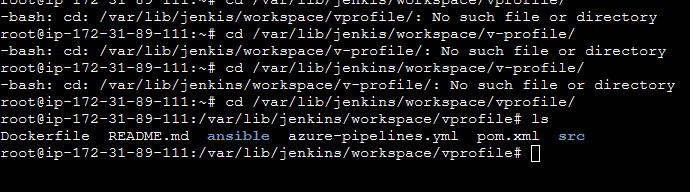 root@ip-172-31-89-111:~# cd /var/lib/jenkis/workspace/vprofile/
-bash: cd: /var/lib/jenkis/workspace/vprofile/: No such file or directory
root@ip-172-31-89-111:~# cd /var/lib/jenkis/workspace/v-profile/
-bash: cd: /var/lib/jenkis/workspace/v-profile/: No such file or directory
root@ip-172-31-89-111:~# cd /var/lib/jenkins/workspace/v-profile/
-bash: cd: /var/lib/jenkins/workspace/v-profile/: No such file or directory
root@ip-172-31-89-111:~# cd /var/lib/jenkins/workspace/vprofile/
root@ip-172-31-89-111:/var/lib/jenkins/workspace/vprofile# ls
Dockerfile README.md ansible azure-pipelines.yml pom.xml src
root@ip-172-31-89-111:/var/lib/jenkins/workspace/vprofile#